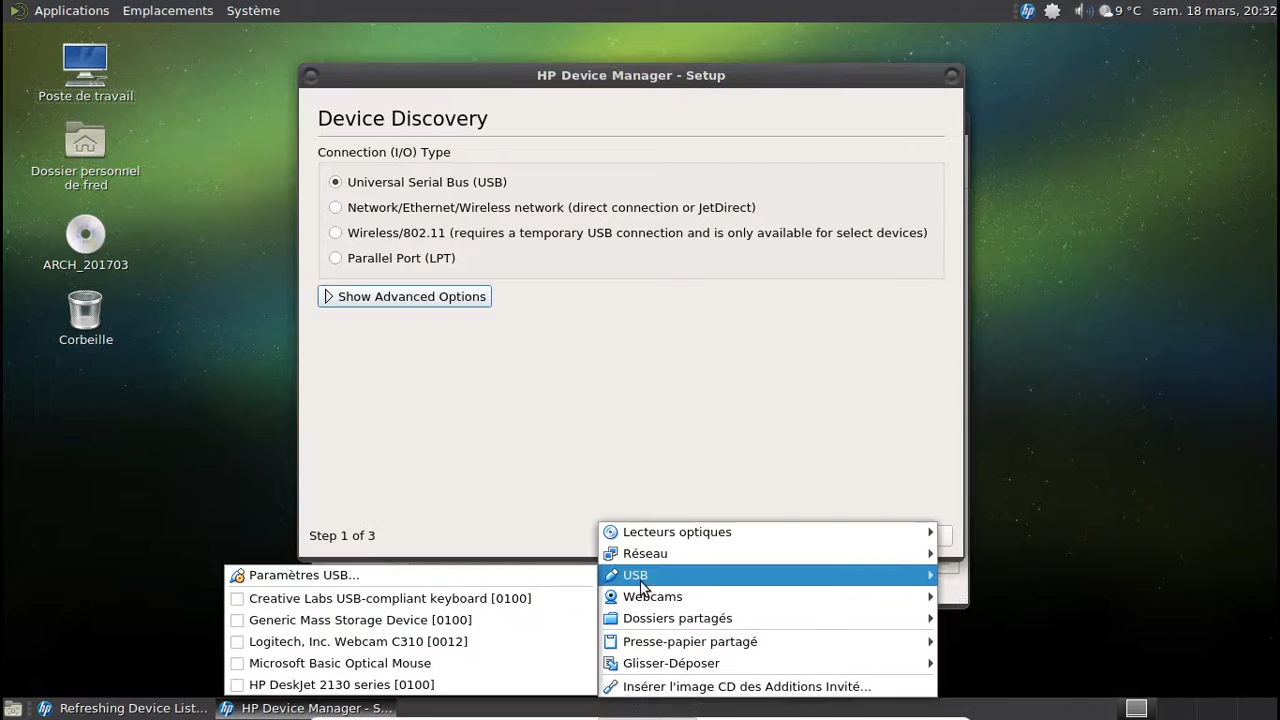 Applications Emplacements Système
hp 9 °C sam. 18 mars, 20:32
Poste de travail
Dossier personnel
de fred
ARCH_201703
Corbeille
HP Device Manager - Setup
Device Discovery
Connection (I/O) Type
Universal Serial Bus (USB)
Network/Ethernet/Wireless network (direct connection or JetDirect)
Wireless/802.11 (requires a temporary USB connection and is only available for select devices)
Parallel Port (LPT)
Show Advanced Options
Step 1 of 3
Lecteurs optiques
Réseau
USB
Webcams
Dossiers partagés
Presse-papier partagé
Glisser-Déposer
Insérer l'image CD des Additions Invité...
Paramètres USB...
Creative Labs USB-compliant keyboard [0100]
Generic Mass Storage Device [0100]
Logitech, Inc. Webcam C310 [0012]
Microsoft Basic Optical Mouse
HP DeskJet 2130 series [0100]
hp Refreshing Device List... hp HP Device Manager - S...